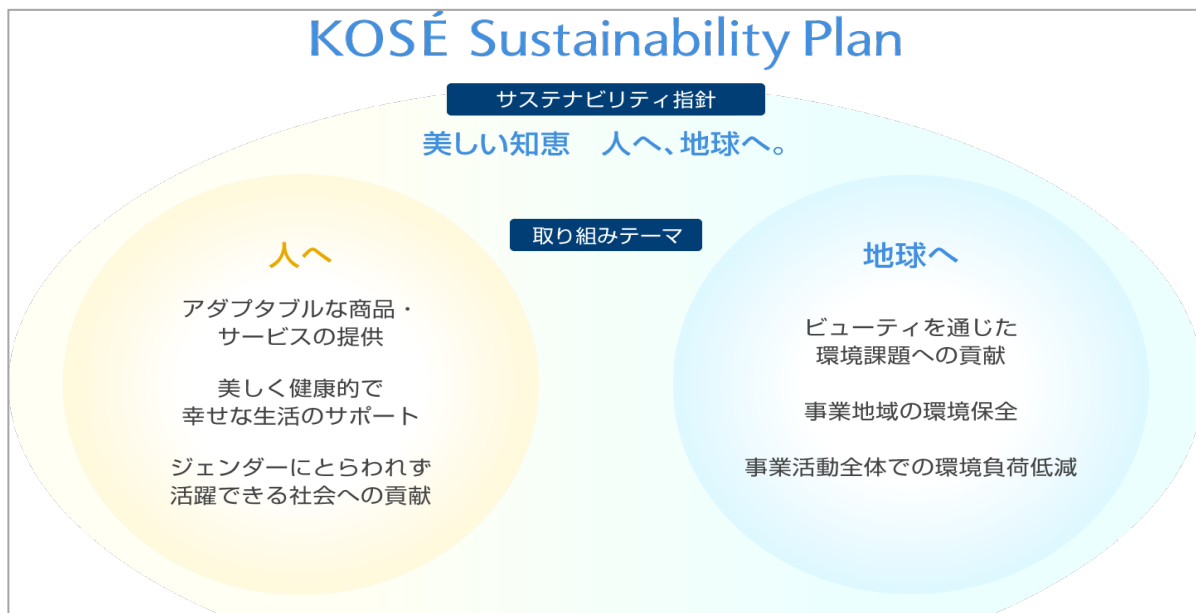 KOSÉ Sustainability Plan
サステナビリティ指針
美しい知恵　人へ、地球へ。
取り組みテーマ
人へ
アダプタブルな商品・
サービスの提供
美しく健康的で
幸せな生活のサポート
ジェンダーにとらわれず
活躍できる社会への貢献
地球へ
ビューティを通じた
環境課題への貢献
事業地域の環境保全
事業活動全体での環境負荷低減